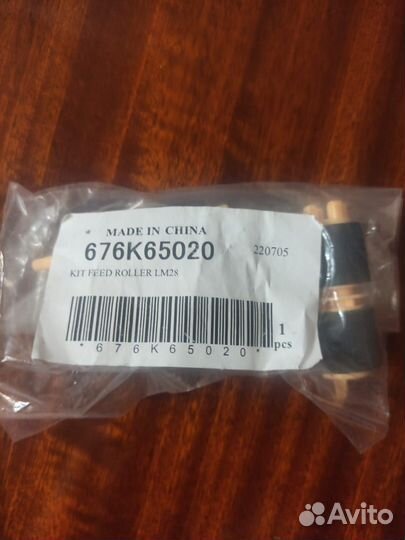 * MADE IN CHINA
676K65020 220705
KIT FEED ROLLER LM28
*676K65020*
1
pcs
Avito